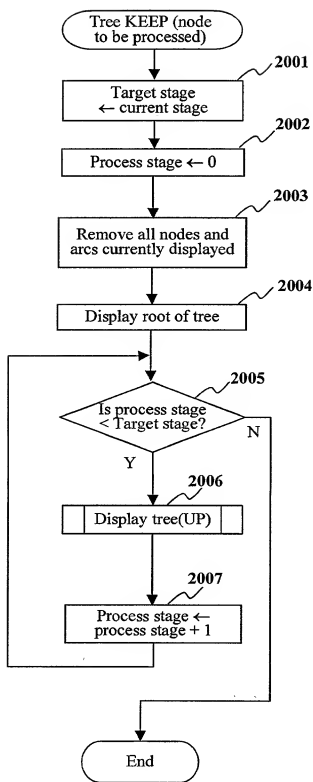 Tree KEEP (node
to be processed)
2001
Target stage
← current stage
2002
Process stage ← 0
2003
Remove all nodes and
arcs currently displayed
2004
Display root of tree
2005
Is process stage
< Target stage?
N
Y
2006
Display tree(UP)
2007
Process stage ←
process stage + 1
End